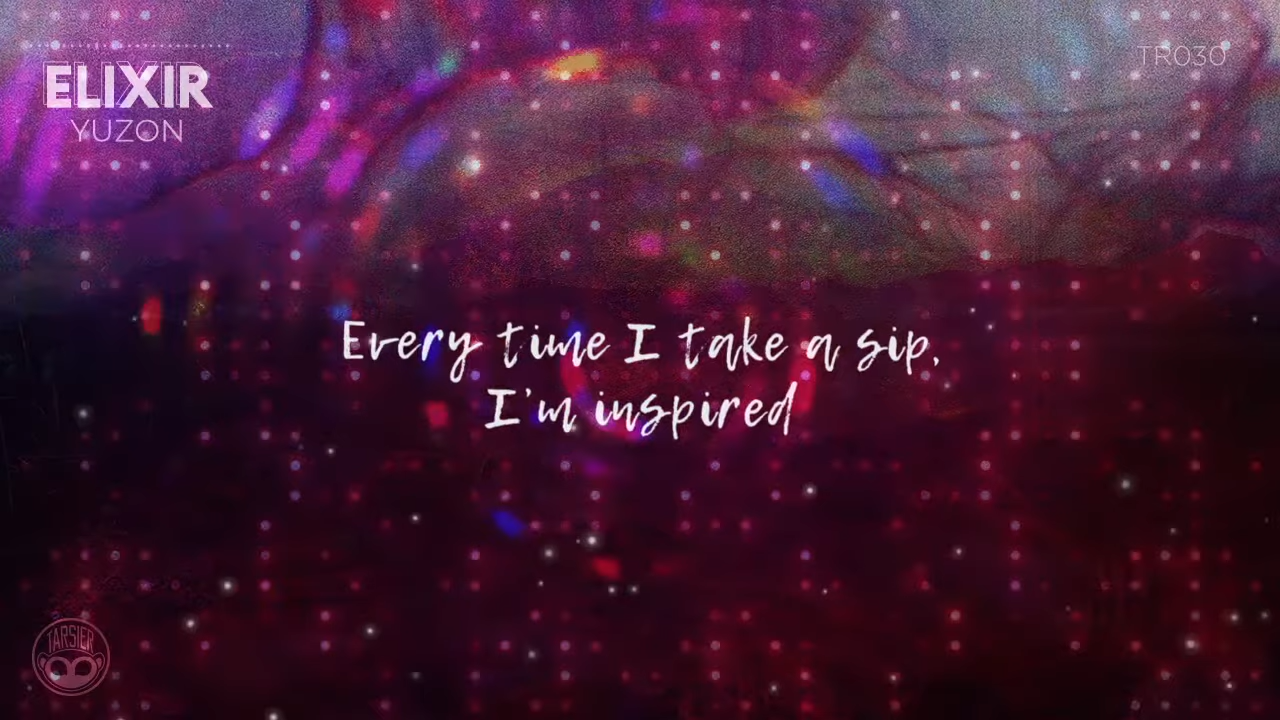 ELIXIR
YUZON
TR030
Every time I take a sip,
I'm inspired
TARSIER